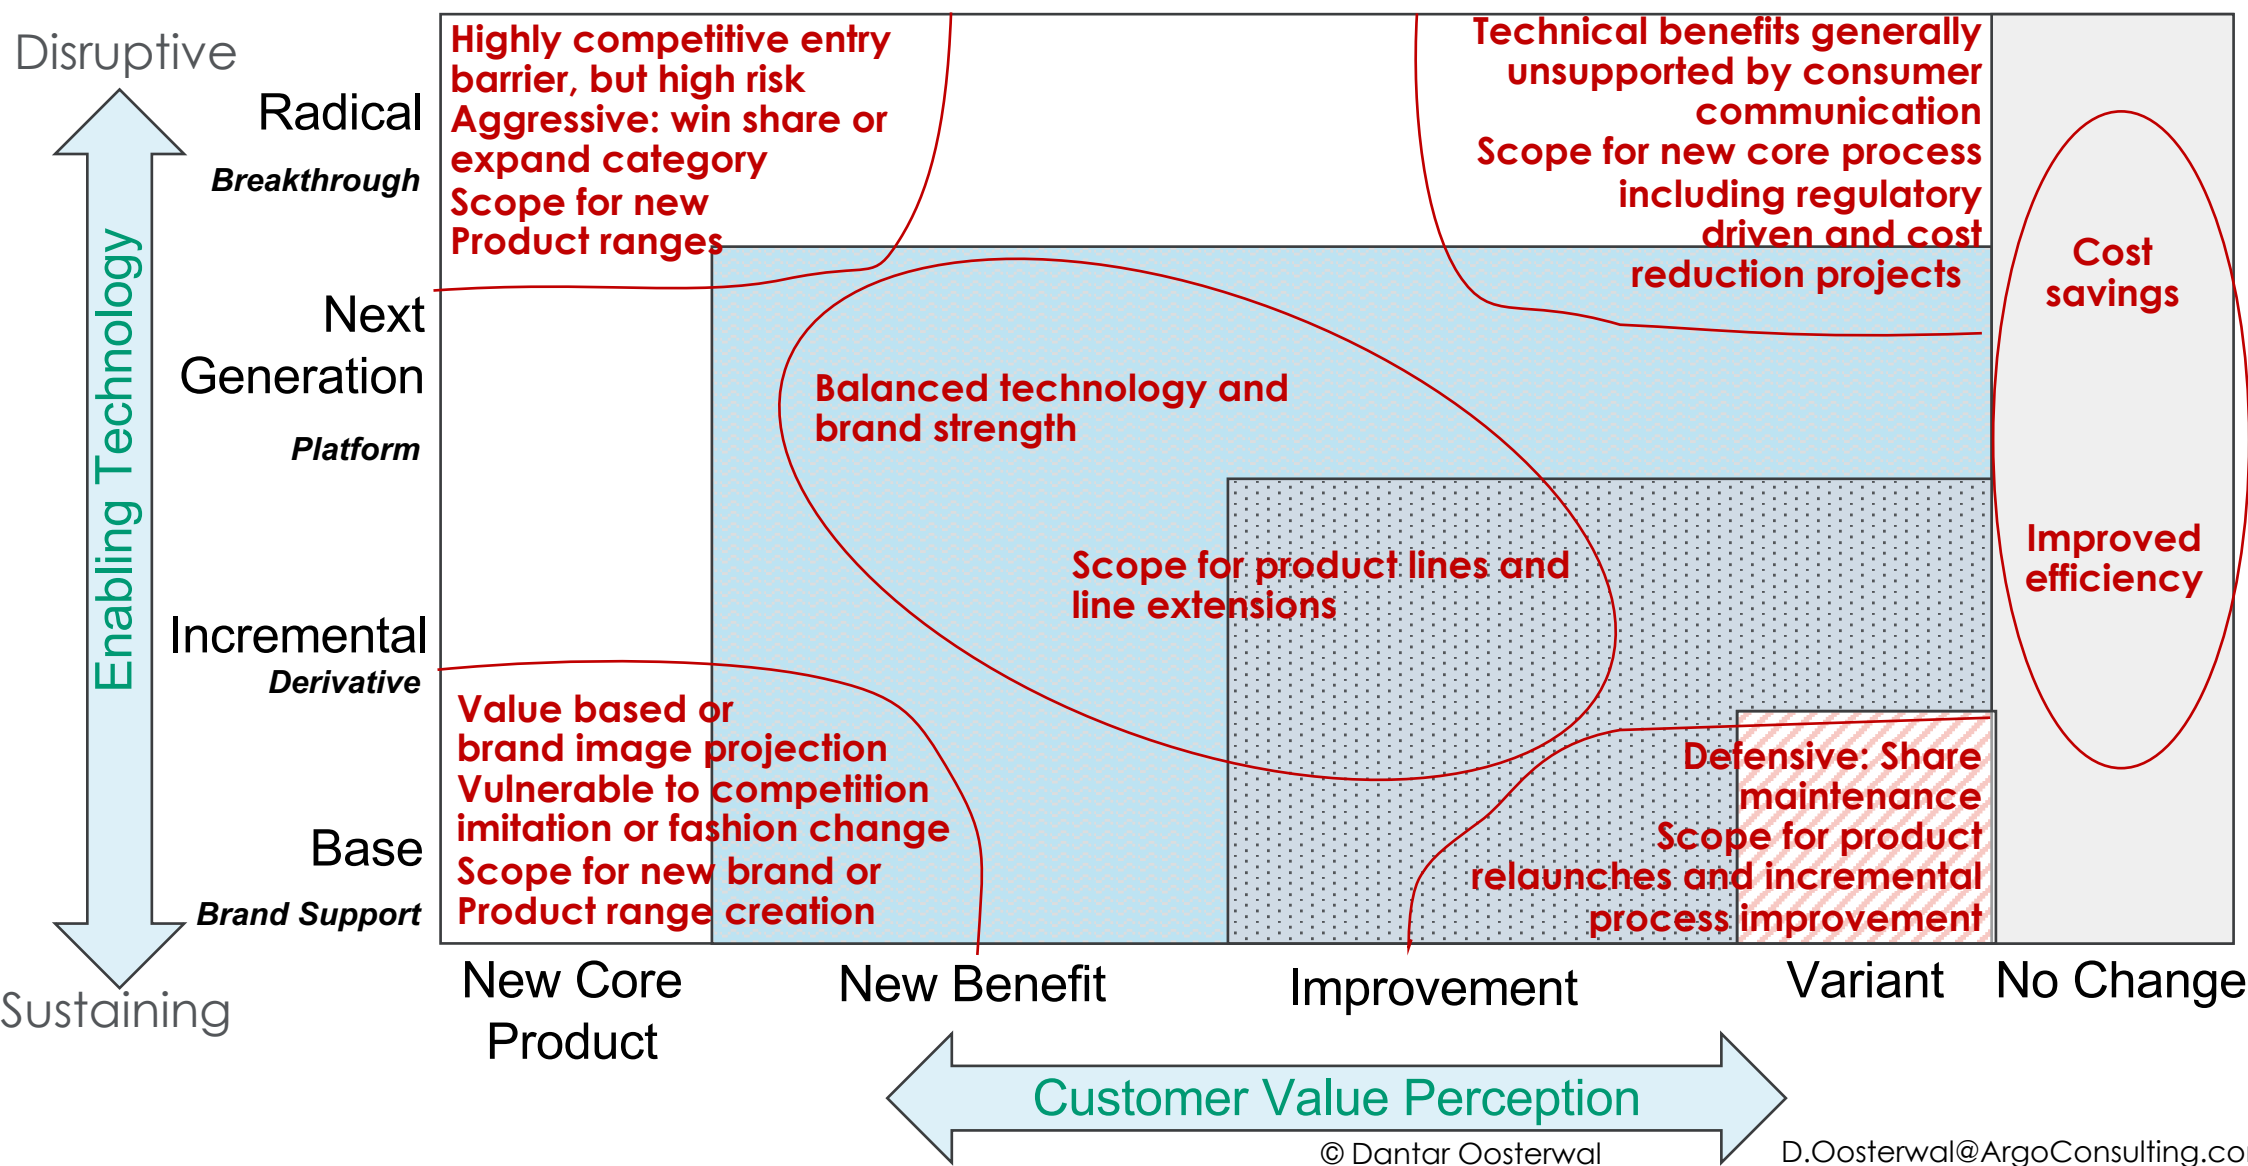 Disruptive
Radical
Breakthrough
Next
Generation
Platform
Incremental
Derivative
Base
Brand Support
Sustaining
Enabling Technology
Highly competitive entry
barrier, but high risk
Aggressive: win share or
expand category
Scope for new
Product ranges
Technical benefits generally
unsupported by consumer
communication
Scope for new core process
including regulatory
driven and cost
reduction projects
Cost
savings
Improved
efficiency
Balanced technology and
brand strength
Scope for product lines and
line extensions
Value based or
brand image projection
Vulnerable to competition
imitation or fashion change
Scope for new brand or
Product range creation
Defensive: Share
maintenance
Scope for product
relaunches and incremental
process improvement
New Core
Product
New Benefit
Improvement
Variant
No Change
Customer Value Perception
© Dantar Oosterwal
D.Oosterwal@ArgoConsulting.co